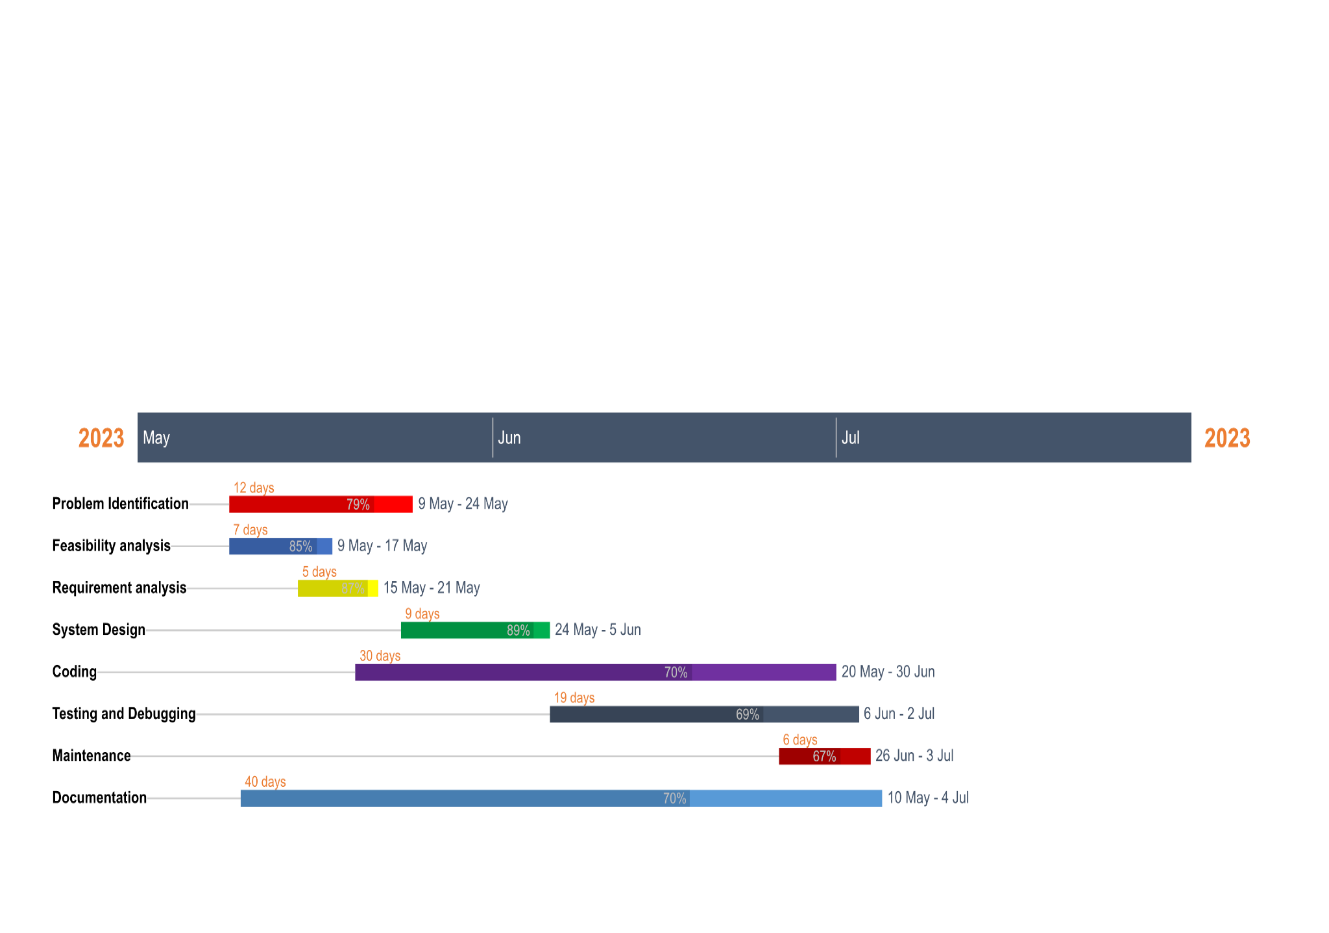 2023 May Jun Jul 2023
12 days
Problem Identification 79% 9 May - 24 May
7 days
Feasibility analysis 85% 9 May - 17 May
5 days
Requirement analysis 15 May - 21 May
9 days
System Design 89% 24 May - 5 Jun
30 days
Coding 70% 20 May - 30 Jun
19 days
Testing and Debugging 69% 6 Jun - 2 Jul
6 days
Maintenance 67% 26 Jun - 3 Jul
40 days
Documentation 70% 10 May - 4 Jul